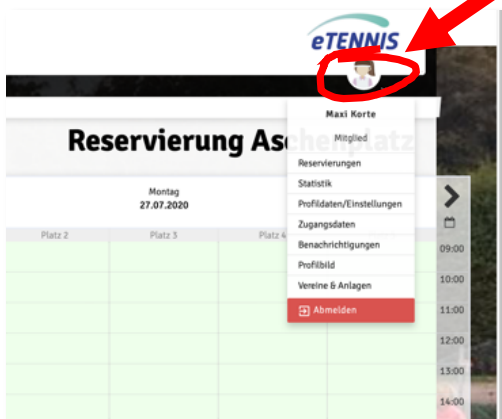 eTENNIS
Maxi Korte
Mitglied
Reservierung Aschenplatz
Reservierungen
Statistik
Profildaten/Einstellungen
Zugangsdaten
Benachrichtigungen
Profilbild
Vereine & Anlagen
Abmelden
Montag
27.07.2020
Platz 2
Platz 3
Platz 4
09:00
10:00
11:00
12:00
13:00
14:00